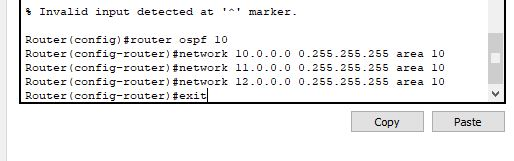 % Invalid input detected at '^' marker.
Router(config)#router ospf 10
Router(config-router)#network 10.0.0.0 0.255.255.255 area 10
Router(config-router)#network 11.0.0.0 0.255.255.255 area 10
Router(config-router)#network 12.0.0.0 0.255.255.255 area 10
Router(config-router)#exit
Copy
Paste